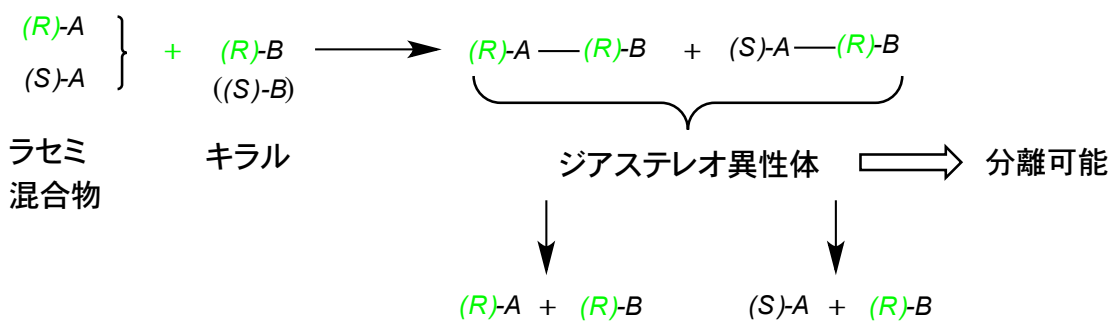 (R)-A
(S)-A
+ (R)-B
((S)-B)
(R)-A — (R)-B + (S)-A — (R)-B
ラセミ
混合物
キラル
ジアステレオ異性体
分離可能
(R)-A + (R)-B
(S)-A + (R)-B